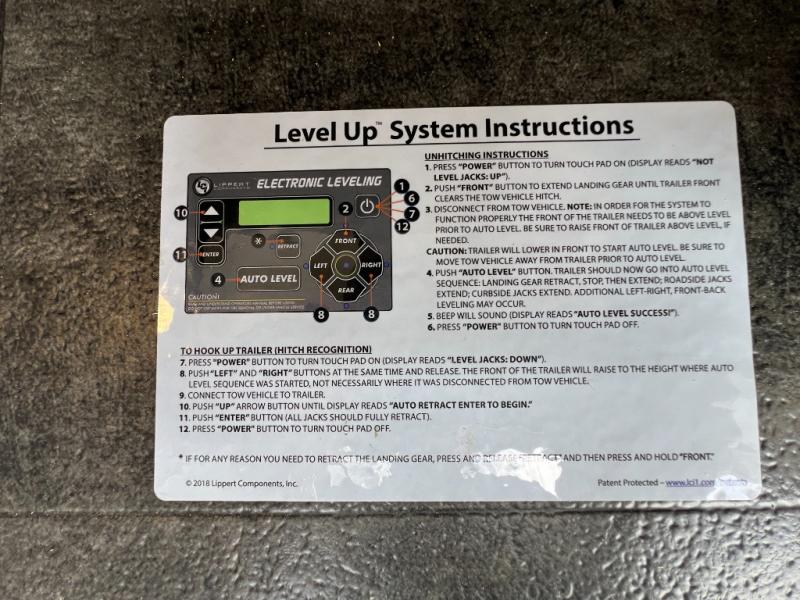 Level Up™ System Instructions
LIPPERT
COMPONENTS
ELECTRONIC LEVELING
ENTER
RETRACT
AUTO LEVEL
FRONT
LEFT
RIGHT
REAR
CAUTION!
1
6
7
12
2
10
11
*
4
8
8
UNHITCHING INSTRUCTIONS
1. PRESS "POWER" BUTTON TO TURN TOUCH PAD ON (DISPLAY READS "NOT
LEVEL JACKS: UP").
2. PUSH "FRONT" BUTTON TO EXTEND LANDING GEAR UNTIL TRAILER FRONT
CLEARS THE TOW VEHICLE HITCH.
3. DISCONNECT FROM TOW VEHICLE. NOTE: IN ORDER FOR THE SYSTEM TO
FUNCTION PROPERLY THE FRONT OF THE TRAILER NEEDS TO BE ABOVE LEVEL
PRIOR TO AUTO LEVEL. BE SURE TO RAISE FRONT OF TRAILER ABOVE LEVEL, IF
NEEDED.
CAUTION: TRAILER WILL LOWER IN FRONT TO START AUTO LEVEL. BE SURE TO
MOVE TOW VEHICLE AWAY FROM TRAILER PRIOR TO AUTO LEVEL.
4. PUSH "AUTO LEVEL" BUTTON. TRAILER SHOULD NOW GO INTO AUTO LEVEL
SEQUENCE: LANDING GEAR RETRACT, STOP, THEN EXTEND; ROADSIDE JACKS
EXTEND; CURBSIDE JACKS EXTEND. ADDITIONAL LEFT-RIGHT, FRONT-BACK
LEVELING MAY OCCUR.
5. BEEP WILL SOUND (DISPLAY READS "AUTO LEVEL SUCCESS!").
6. PRESS "POWER" BUTTON TO TURN TOUCH PAD OFF.
TO HOOK UP TRAILER (HITCH RECOGNITION)
7. PRESS "POWER" BUTTON TO TURN TOUCH PAD ON (DISPLAY READS "LEVEL JACKS: DOWN").
8. PUSH "LEFT" AND "RIGHT" BUTTONS AT THE SAME TIME AND RELEASE. THE FRONT OF THE TRAILER WILL RAISE TO THE HEIGHT WHERE AUTO
LEVEL SEQUENCE WAS STARTED, NOT NECESSARILY WHERE IT WAS DISCONNECTED FROM TOW VEHICLE.
9. CONNECT TOW VEHICLE TO TRAILER.
10. PUSH "UP" ARROW BUTTON UNTIL DISPLAY READS "AUTO RETRACT ENTER TO BEGIN."
11. PUSH "ENTER" BUTTON (ALL JACKS SHOULD FULLY RETRACT).
12. PRESS "POWER" BUTTON TO TURN TOUCH PAD OFF.
* IF FOR ANY REASON YOU NEED TO RETRACT THE LANDING GEAR, PRESS AND RELEASE "RETRACT" AND THEN PRESS AND HOLD "FRONT."
© 2018 Lippert Components, Inc.
Patent Protected – www.lci1.com/patents